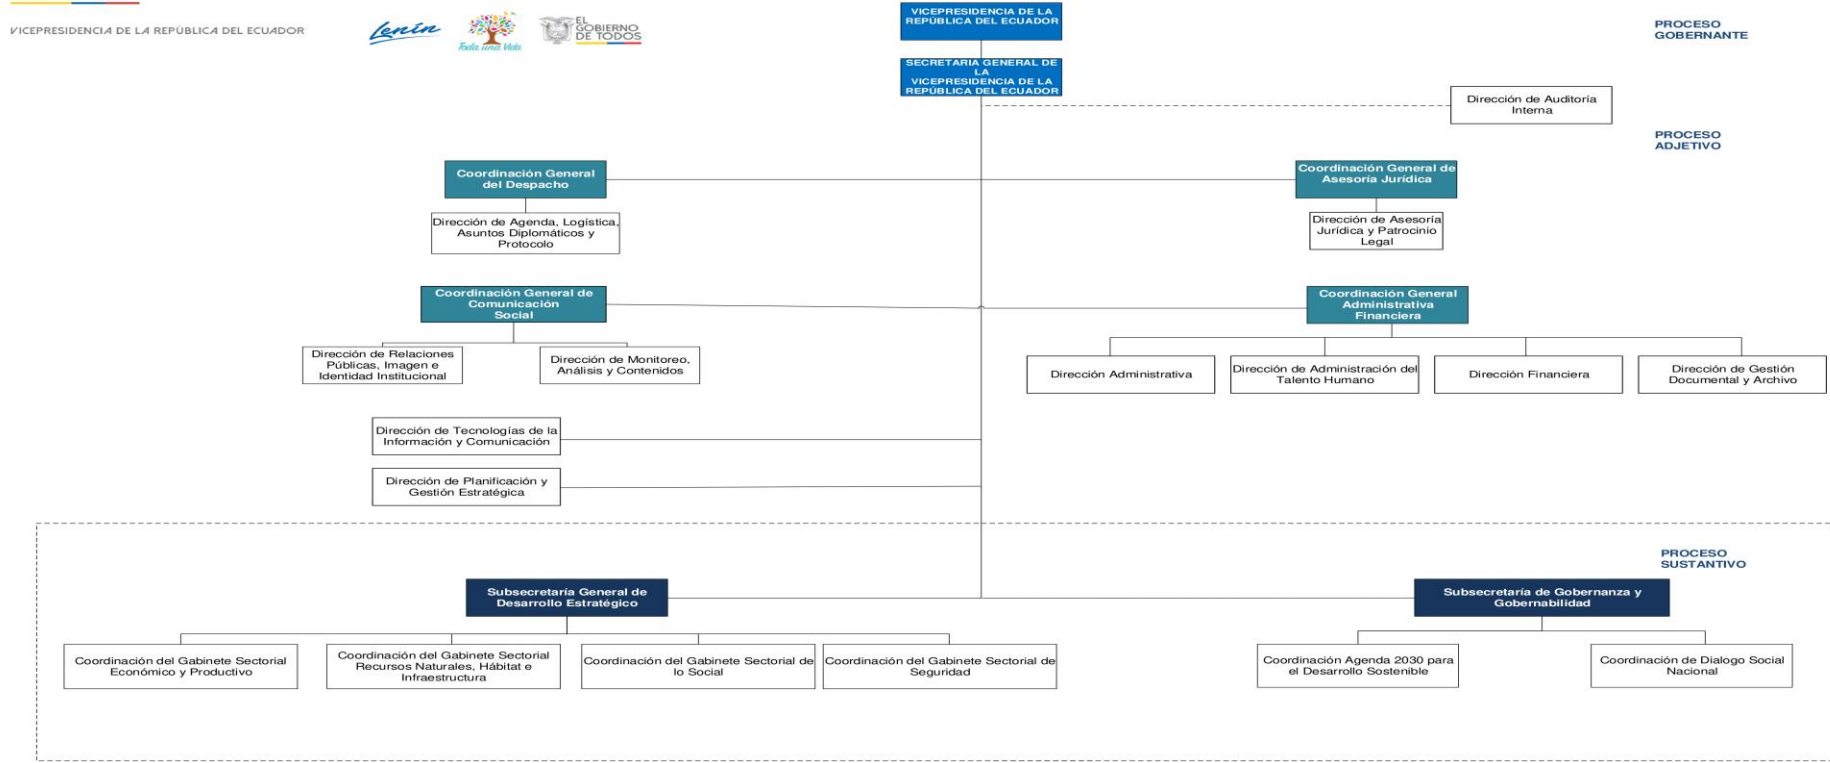 VICEPRESIDENCIA DE LA REPÚBLICA DEL ECUADOR
Lenín
Toda una Vida
EL
GOBIERNO
DE TODOS
VICEPRESIDENCIA DE LA
REPÚBLICA DEL ECUADOR
PROCESO
GOBERNANTE
SECRETARIA GENERAL DE
LA
VICEPRESIDENCIA DE LA
REPÚBLICA DEL ECUADOR
Dirección de Auditoría
Interna
PROCESO
ADJETIVO
Coordinación General
del Despacho
Coordinación General de
Asesoría Jurídica
Dirección de Agenda, Logística,
Asuntos Diplomáticos y
Protocolo
Dirección de Asesoría
Jurídica y Patrocinio
Legal
Coordinación General de
Comunicación
Social
Coordinación General
Administrativa
Financiera
Dirección de Relaciones
Públicas, Imagen e
Identidad Institucional
Dirección de Monitoreo,
Análisis y Contenidos
Dirección Administrativa
Dirección de Administración del
Talento Humano
Dirección Financiera
Dirección de Gestión
Documental y Archivo
Dirección de Tecnologías de la
Información y Comunicación
Dirección de Planificación y
Gestión Estratégica
PROCESO
SUSTANTIVO
Subsecretaría General de
Desarrollo Estratégico
Subsecretaría de Gobernanza y
Gobernabilidad
Coordinación del Gabinete Sectorial
Económico y Productivo
Coordinación del Gabinete Sectorial
Recursos Naturales, Hábitat e
Infraestructura
Coordinación del Gabinete Sectorial de
lo Social
Coordinación del Gabinete Sectorial de
Seguridad
Coordinación Agenda 2030 para
el Desarrollo Sostenible
Coordinación de Dialogo Social
Nacional